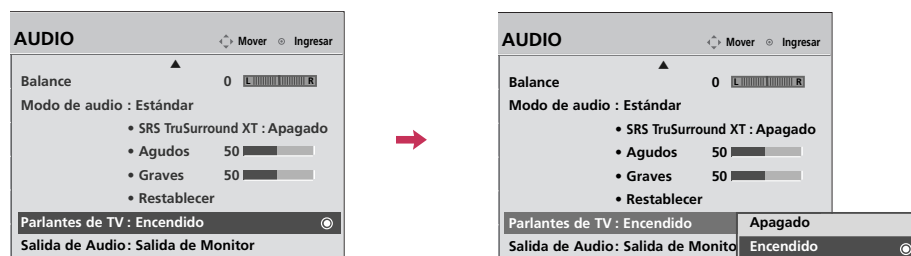 AUDIO Mover Ingresar
Balance 0 L R
Modo de audio : Estándar
• SRS TruSurround XT : Apagado
• Agudos 50
• Graves 50
• Restablecer
Parlantes de TV : Encendido
Salida de Audio: Salida de Monitor
AUDIO Mover Ingresar
Balance 0 L R
Modo de audio : Estándar
• SRS TruSurround XT : Apagado
• Agudos 50
• Graves 50
• Restablecer
Parlantes de TV : Encendido
Salida de Audio: Salida de Monito
Apagado
Encendido